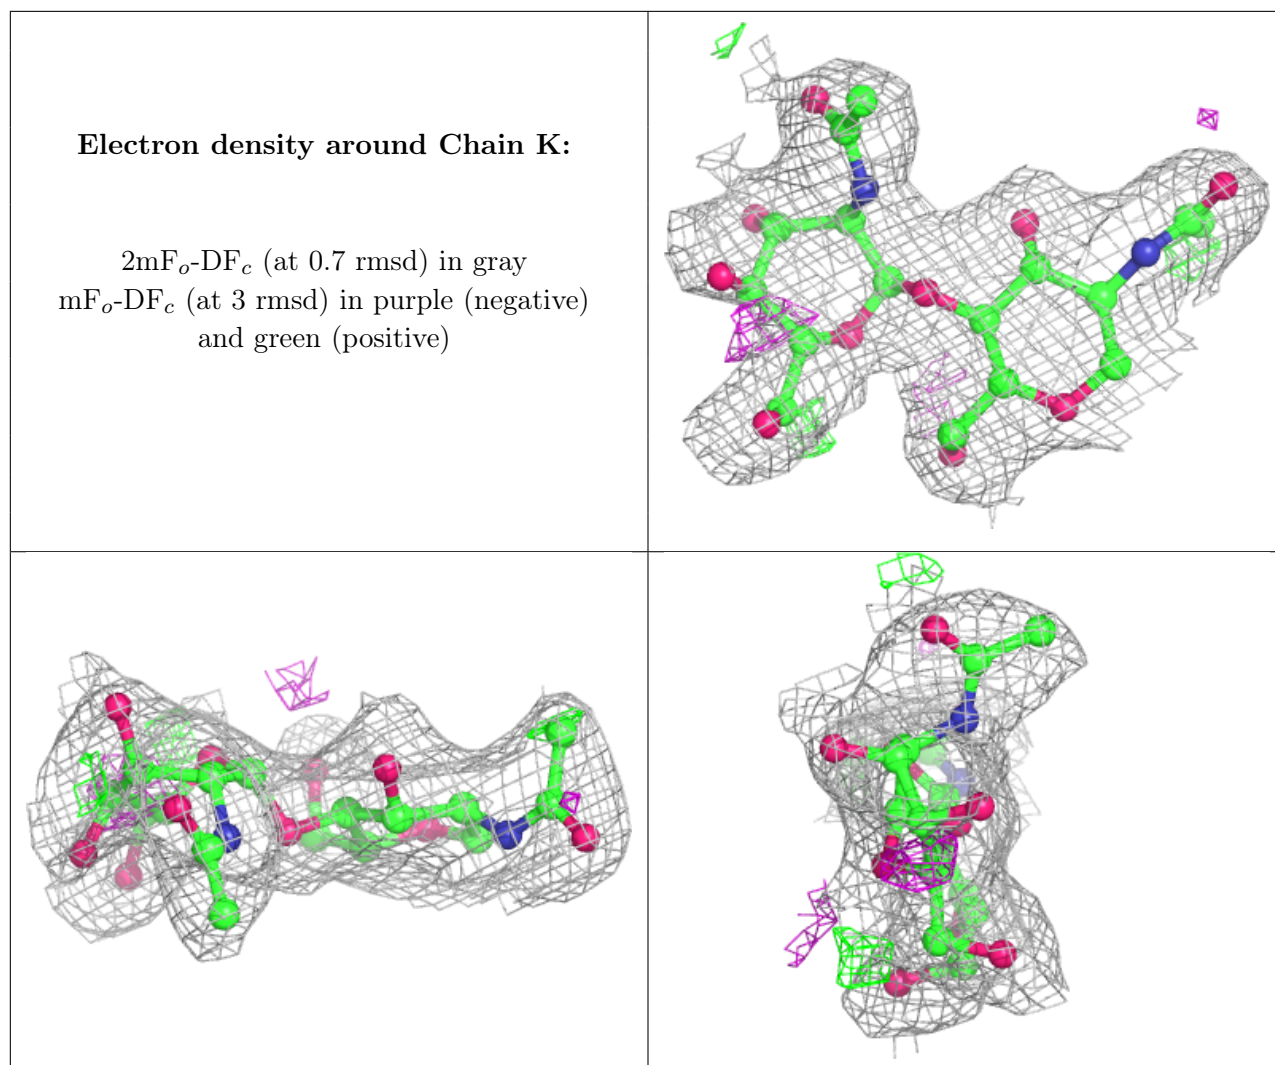 Electron density around Chain K:
2mFₒ-DF𝒸 (at 0.7 rmsd) in gray
mFₒ-DF𝒸 (at 3 rmsd) in purple (negative)
and green (positive)